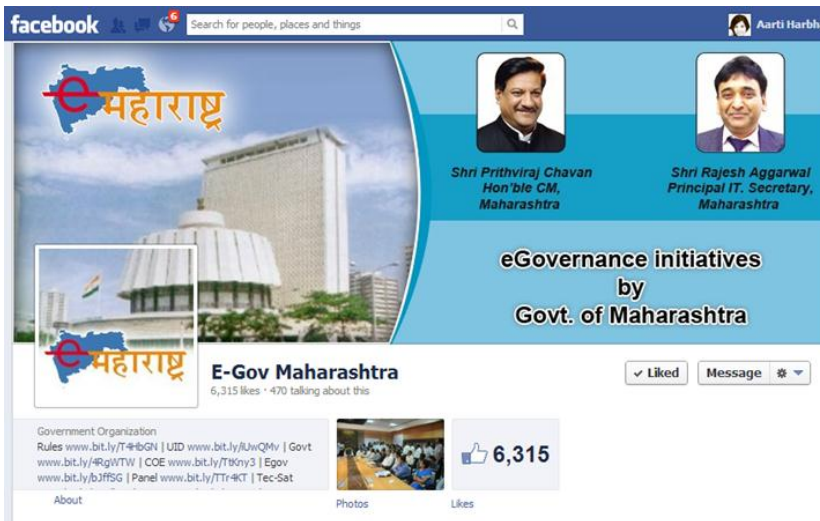 facebook
6
Search for people, places and things
Aarti Harbh
eमहाराष्ट्र
Shri Prithviraj Chavan
Hon'ble CM,
Maharashtra
Shri Rajesh Aggarwal
Principal IT. Secretary,
Maharashtra
eGovernance initiatives
by
Govt. of Maharashtra
eमहाराष्ट्र
E-Gov Maharashtra
6,315 likes · 470 talking about this
Liked
Message
Government Organization
Rules www.bit.ly/T4HbGN | UID www.bit.ly/iUwQMv | Govt
www.bit.ly/4RgWTW | COE www.bit.ly/TtKny3 | Egov
www.bit.ly/bJffSG | Panel www.bit.ly/TTr4KT | Tec-Sat
6,315
About
Photos
Likes